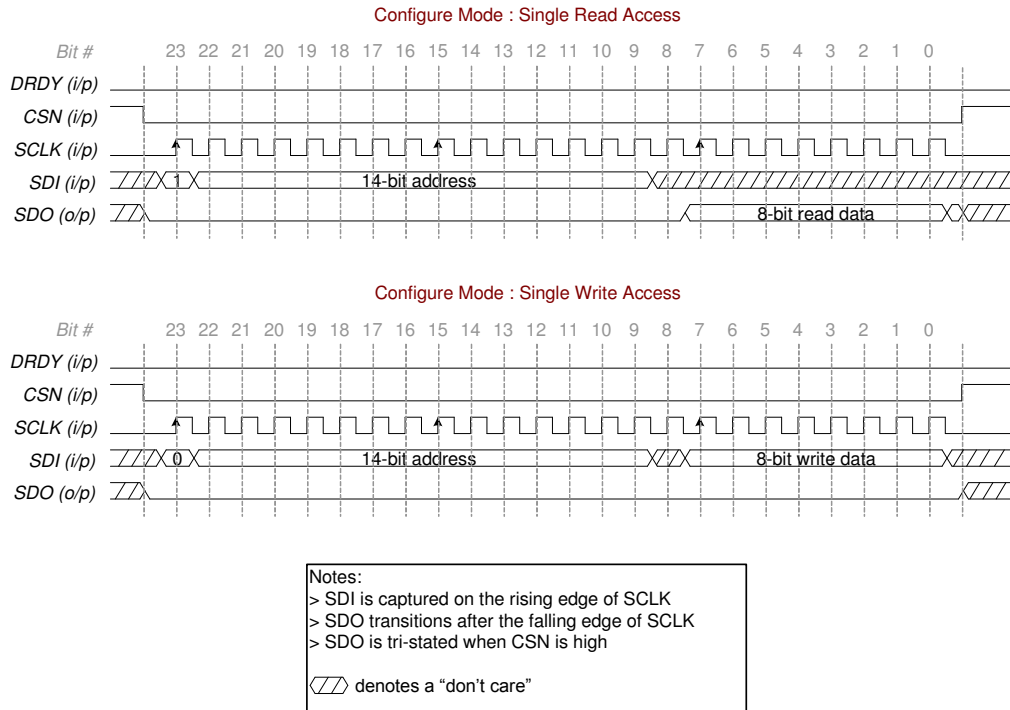 Configure Mode : Single Read Access
Bit # 23 22 21 20 19 18 17 16 15 14 13 12 11 10 9 8 7 6 5 4 3 2 1 0
DRDY (i/p)
CSN (i/p)
SCLK (i/p)
SDI (i/p) 1 14-bit address
SDO (o/p) 8-bit read data
Configure Mode : Single Write Access
Bit # 23 22 21 20 19 18 17 16 15 14 13 12 11 10 9 8 7 6 5 4 3 2 1 0
DRDY (i/p)
CSN (i/p)
SCLK (i/p)
SDI (i/p) 0 14-bit address 8-bit write data
SDO (o/p)
Notes:
> SDI is captured on the rising edge of SCLK
> SDO transitions after the falling edge of SCLK
> SDO is tri-stated when CSN is high
denotes a “don’t care”